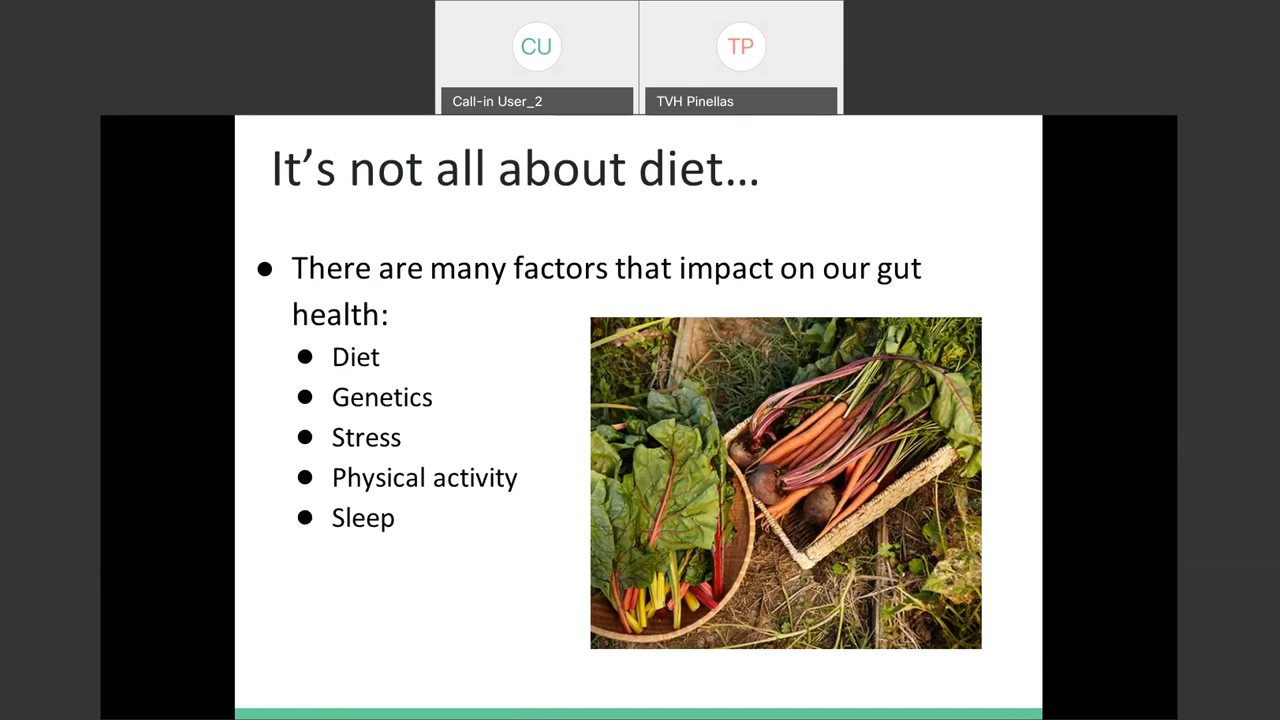 CU
TP
Call-in User_2
TVH Pinellas
It’s not all about diet…
● There are many factors that impact on our gut
health:
● Diet
● Genetics
● Stress
● Physical activity
● Sleep